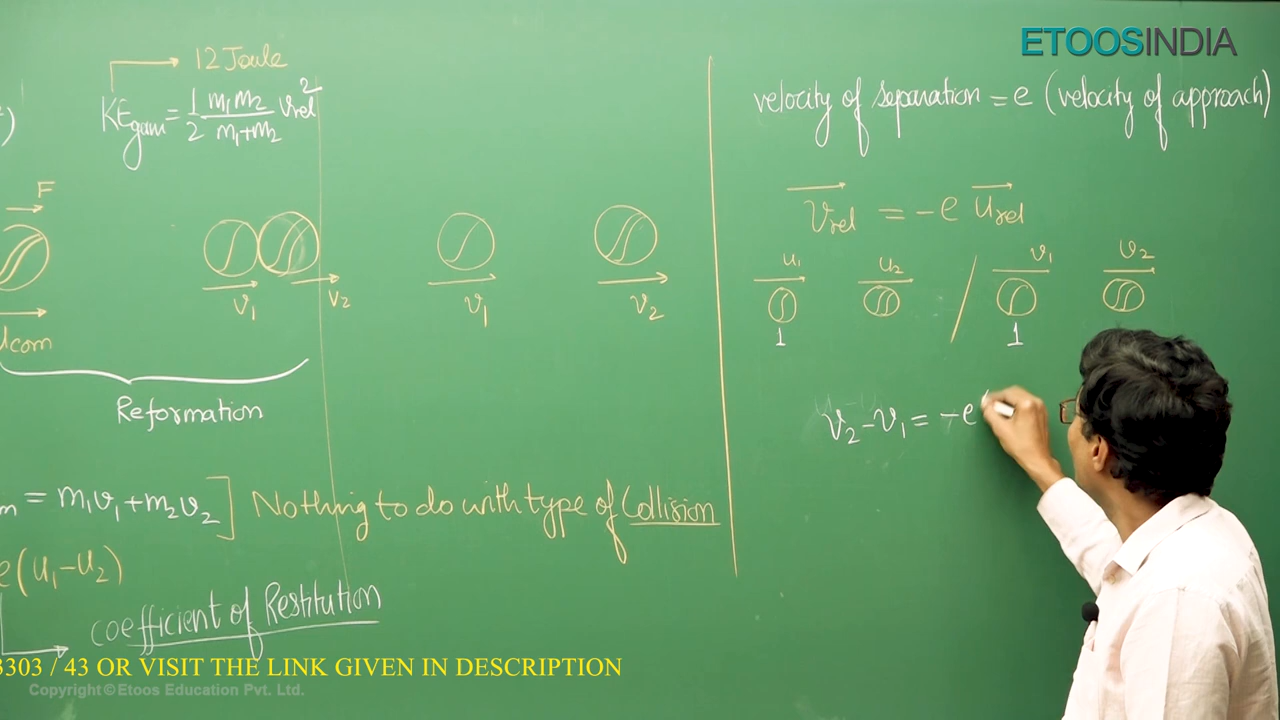 ETOOSINDIA
12 Joule
KEgain = 1/2 m₁m₂/m₁+m₂ vrel²
)
F
v₁
v₂
v₁
v₂
ucom
Reformation
m = m₁v₁+m₂v₂] Nothing to do with type of Collision
e(u₁-u₂)
coefficient of Restitution
velocity of separation = e (velocity of approach)
vrel = -e urel
u₁ u₂ / v₁ v₂
1 1
v₂-v₁ = -e
3303 / 43 OR VISIT THE LINK GIVEN IN DESCRIPTION
Copyright © Etoos Education Pvt. Ltd.